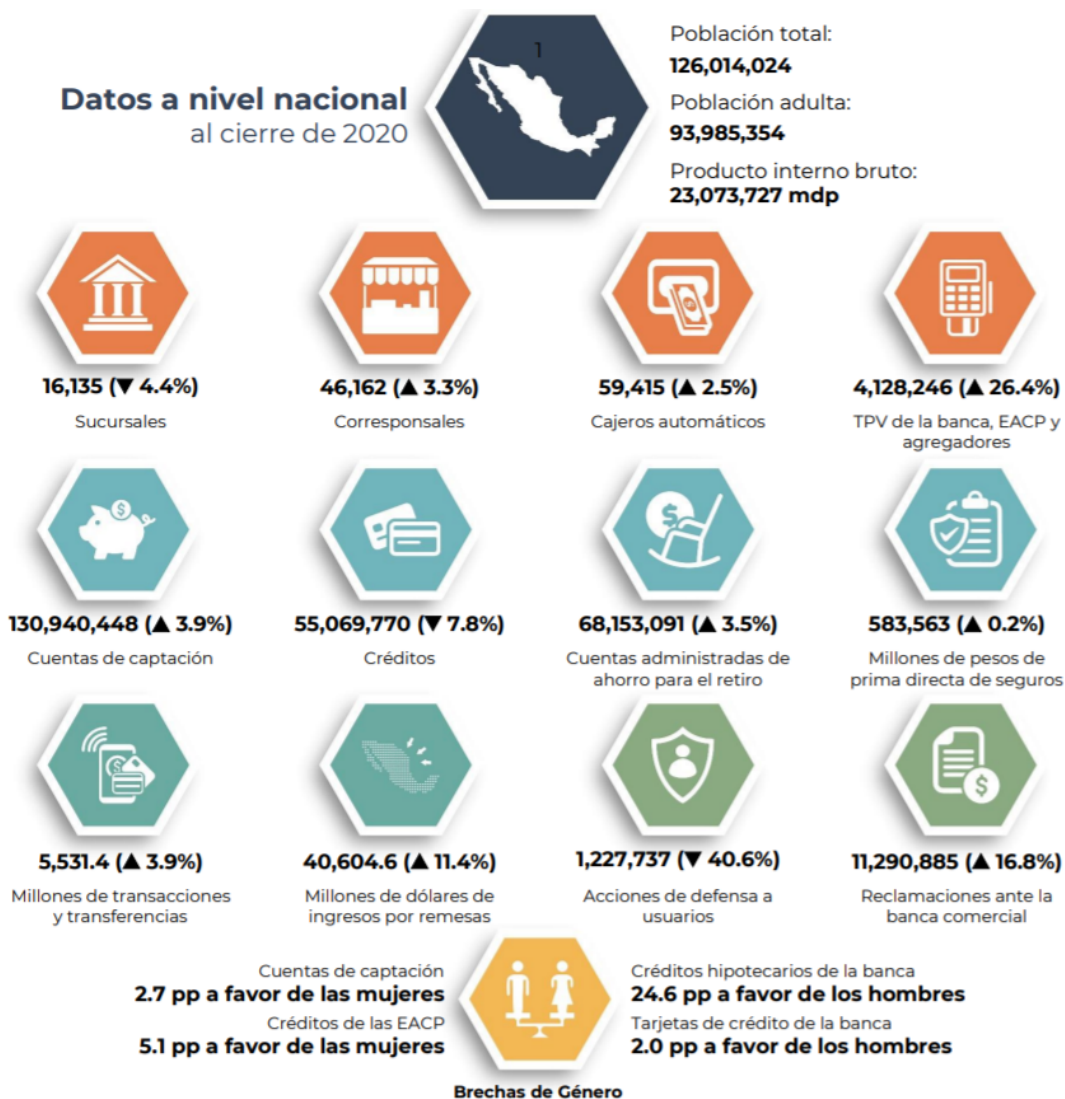 1
Población total:
126,014,024
Datos a nivel nacional
al cierre de 2020
Población adulta:
93,985,354
Producto interno bruto:
23,073,727 mdp
16,135 (▼ 4.4%)
Sucursales
46,162 (▲ 3.3%)
Corresponsales
59,415 (▲ 2.5%)
Cajeros automáticos
4,128,246 (▲ 26.4%)
TPV de la banca, EACP y
agregadores
130,940,448 (▲ 3.9%)
Cuentas de captación
55,069,770 (▼ 7.8%)
Créditos
68,153,091 (▲ 3.5%)
Cuentas administradas de
ahorro para el retiro
583,563 (▲ 0.2%)
Millones de pesos de
prima directa de seguros
5,531.4 (▲ 3.9%)
Millones de transacciones
y transferencias
40,604.6 (▲ 11.4%)
Millones de dólares de
ingresos por remesas
1,227,737 (▼ 40.6%)
Acciones de defensa a
usuarios
11,290,885 (▲ 16.8%)
Reclamaciones ante la
banca comercial
Cuentas de captación
2.7 pp a favor de las mujeres
Créditos de las EACP
5.1 pp a favor de las mujeres
Créditos hipotecarios de la banca
24.6 pp a favor de los hombres
Tarjetas de crédito de la banca
2.0 pp a favor de los hombres
Brechas de Género